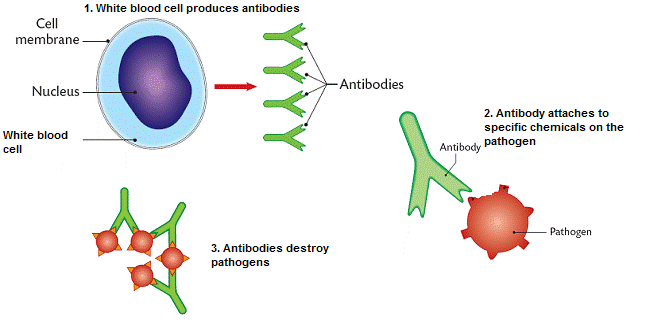 1. White blood cell produces antibodies
Cell
membrane
Nucleus
White blood
cell
Antibodies
2. Antibody attaches to
specific chemicals on the
pathogen
Antibody
Pathogen
3. Antibodies destroy
pathogens